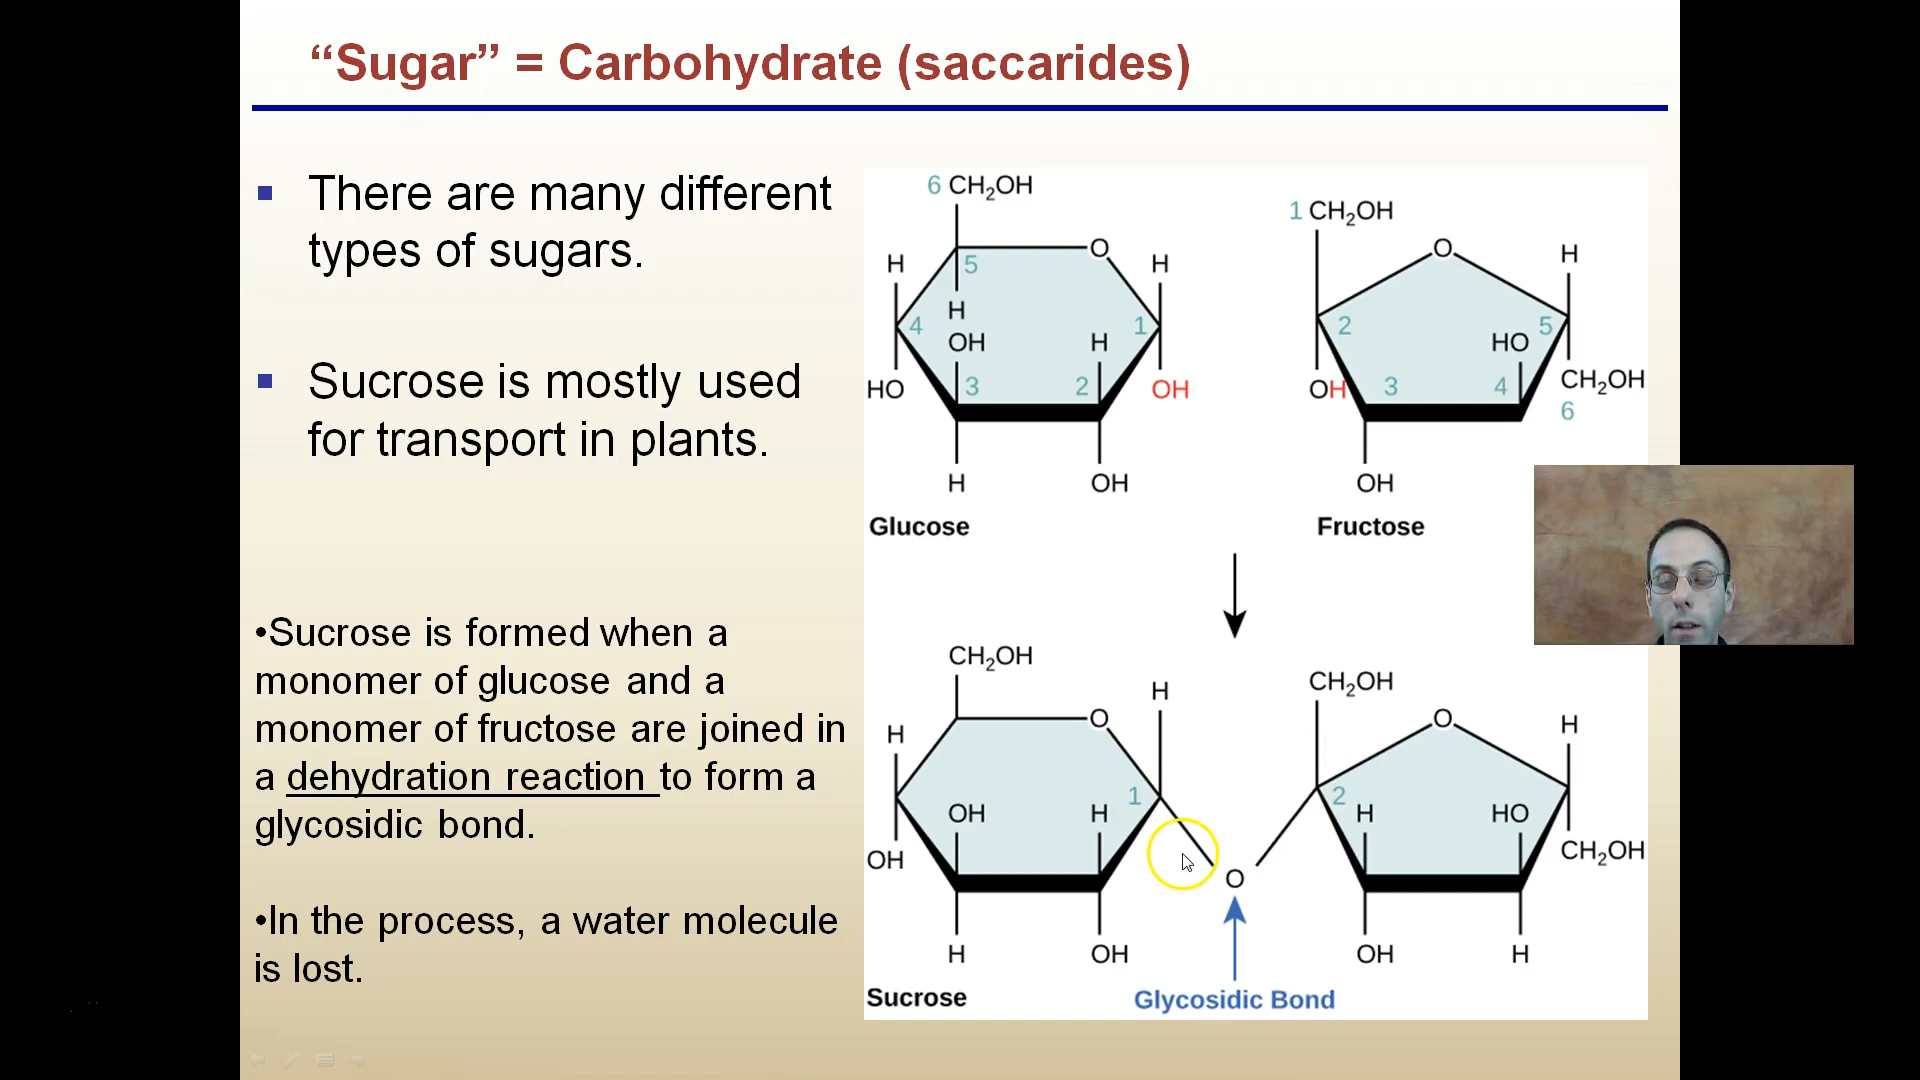 “Sugar” = Carbohydrate (saccarides)
▪ There are many different
types of sugars.
▪ Sucrose is mostly used
for transport in plants.
•Sucrose is formed when a
monomer of glucose and a
monomer of fructose are joined in
a dehydration reaction to form a
glycosidic bond.
•In the process, a water molecule
is lost.
6 CH₂OH
H
5
O
H
H
4
OH
H
1
HO
3
2
OH
H
OH
Glucose
1 CH₂OH
O
H
2
5
HO
OH
3
4
CH₂OH
6
OH
Fructose
CH₂OH
H
O
H
OH
H
1
OH
H
OH
Sucrose
O
Glycosidic Bond
CH₂OH
O
H
2
H
HO
CH₂OH
OH
H